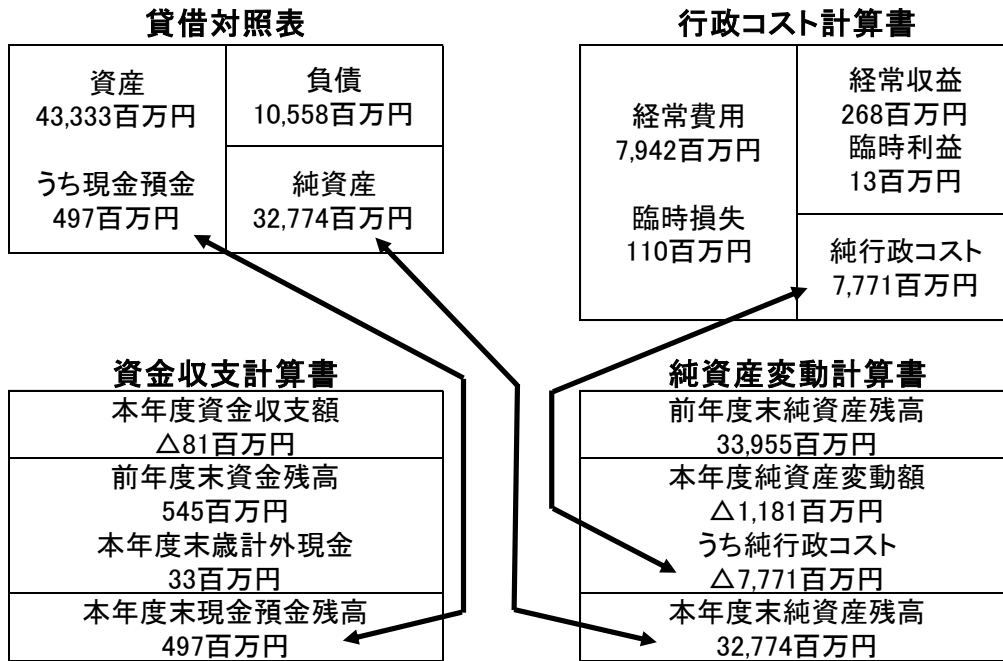 貸借対照表
資産
43,333百万円
うち現金預金
497百万円
負債
10,558百万円
純資産
32,774百万円
行政コスト計算書
経常費用
7,942百万円
臨時損失
110百万円
経常収益
268百万円
臨時利益
13百万円
純行政コスト
7,771百万円
資金収支計算書
本年度資金収支額
△81百万円
前年度末資金残高
545百万円
本年度末歳計外現金
33百万円
本年度末現金預金残高
497百万円
純資産変動計算書
前年度末純資産残高
33,955百万円
本年度純資産変動額
△1,181百万円
うち純行政コスト
△7,771百万円
本年度末純資産残高
32,774百万円